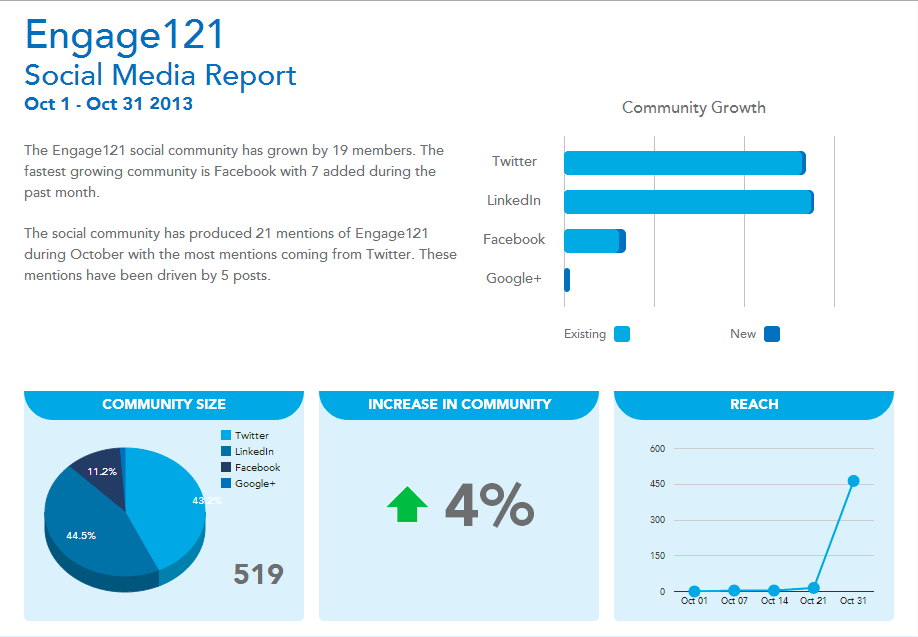 Engage121
Social Media Report
Oct 1 - Oct 31 2013
The Engage121 social community has grown by 19 members. The
fastest growing community is Facebook with 7 added during the
past month.
The social community has produced 21 mentions of Engage121
during October with the most mentions coming from Twitter. These
mentions have been driven by 5 posts.
Community Growth
Twitter
LinkedIn
Facebook
Google+
Existing
New
COMMUNITY SIZE
Twitter
LinkedIn
Facebook
Google+
11.2%
43.2%
44.5%
519
INCREASE IN COMMUNITY
4%
REACH
600
450
300
150
0
Oct 01 Oct 07 Oct 14 Oct 21 Oct 31